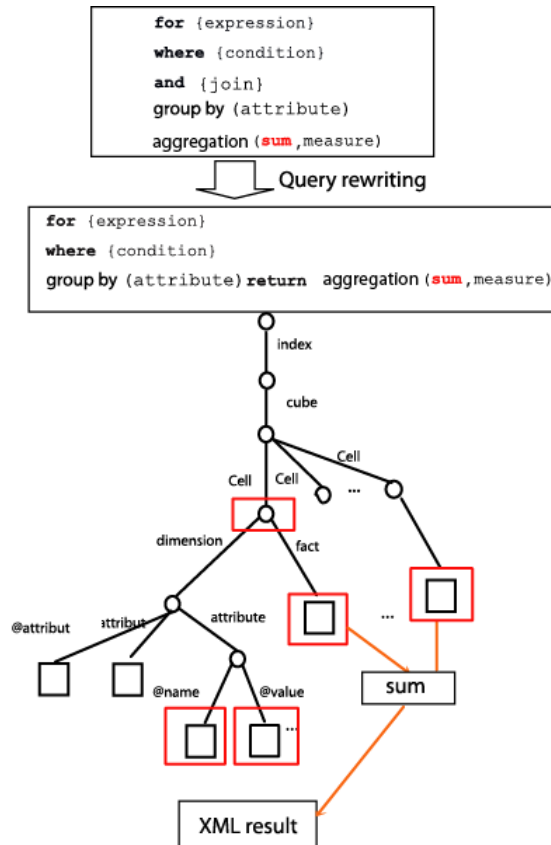 for {expression}
where {condition}
and {join}
group by (attribute)
aggregation (sum,measure)
Query rewriting
for {expression}
where {condition}
group by (attribute) return aggregation (sum,measure)
index
cube
Cell
Cell Cell
...
dimension
fact
@attribut
attribut
attribute
...
@name
@value
...
sum
XML result